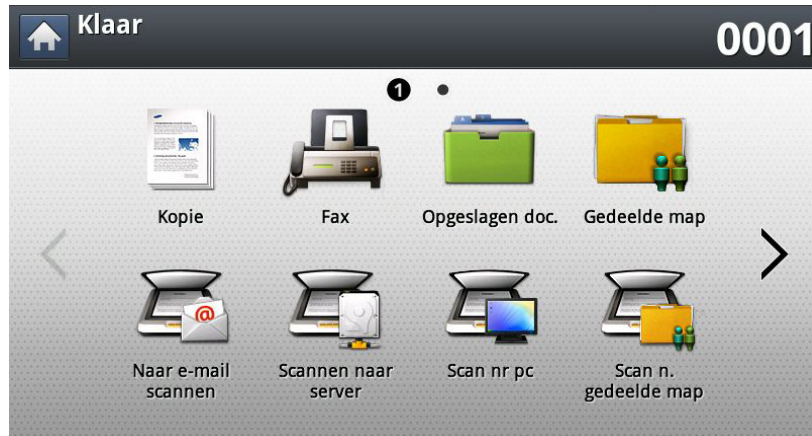 Klaar
0001
1
Kopie
Fax
Opgeslagen doc.
Gedeelde map
Naar e-mail
scannen
Scannen naar
server
Scan nr pc
Scan n.
gedeelde map